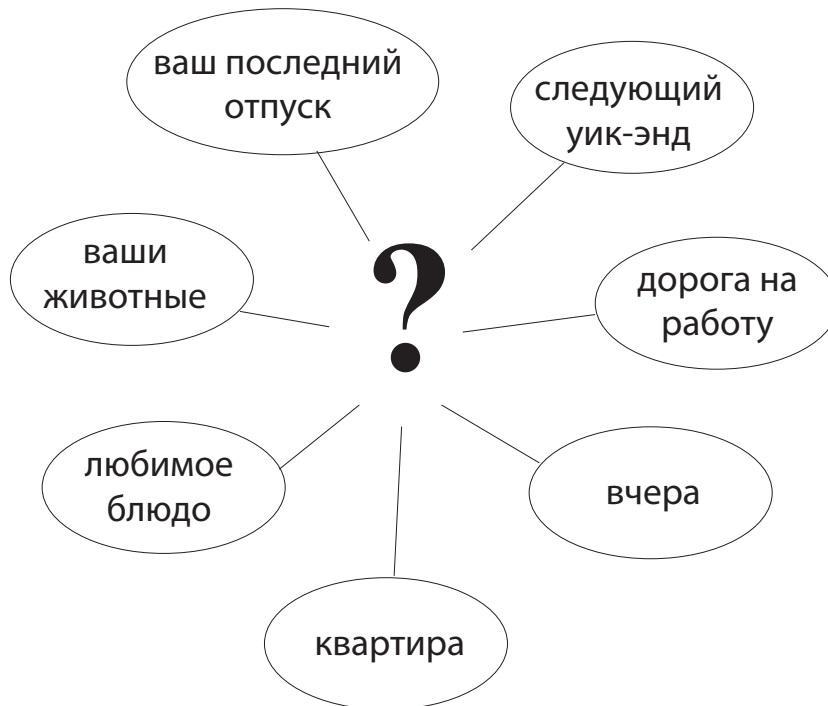 ваш последний
отпуск
следующий
уик-энд
ваши
животные
?
дорога на
работу
любимое
блюдо
вчера
квартира